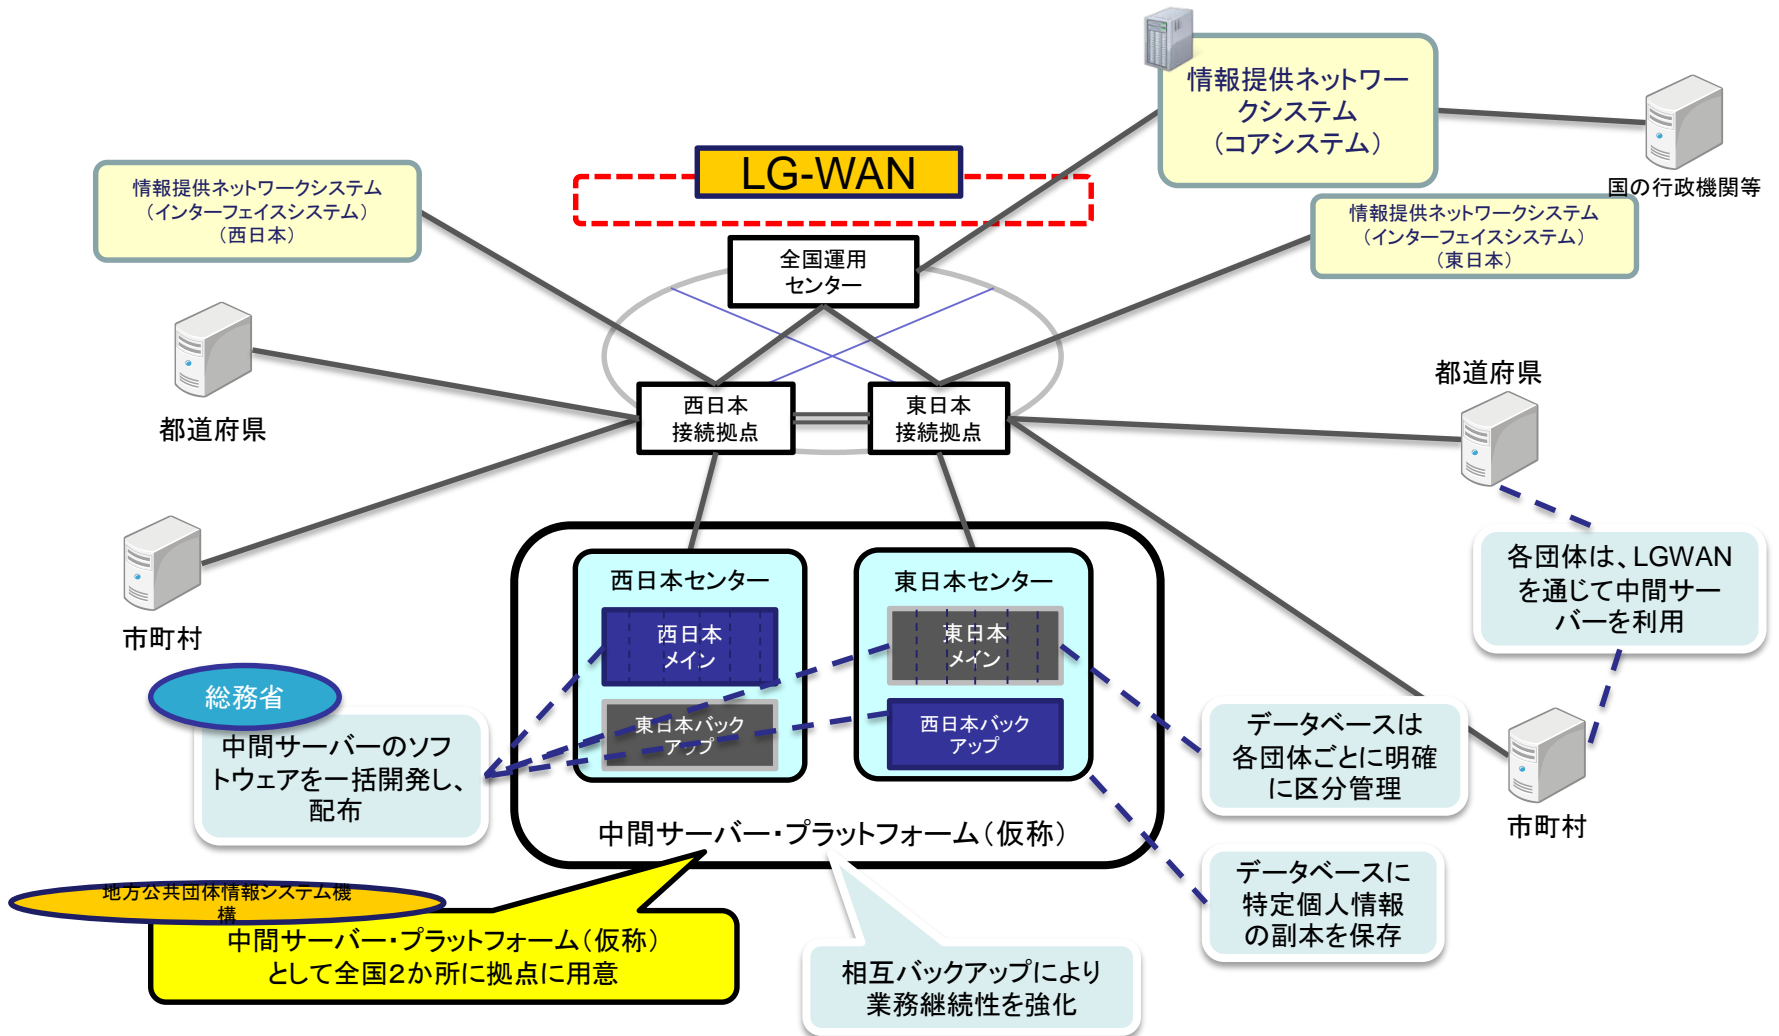 情報提供ネットワー
クシステム
（コアシステム）
国の行政機関等
LG-WAN
情報提供ネットワークシステム
（インターフェイスシステム）
（西日本）
情報提供ネットワークシステム
（インターフェイスシステム）
（東日本）
全国運用
センター
都道府県
西日本
接続拠点
東日本
接続拠点
都道府県
市町村
西日本センター
西日本
メイン
東日本バック
アップ
東日本センター
東日本
メイン
西日本バック
アップ
中間サーバー・プラットフォーム（仮称）
各団体は、LGWAN
を通じて中間サー
バーを利用
総務省
中間サーバーのソフ
トウェアを一括開発し、
配布
データベースは
各団体ごとに明確
に区分管理
市町村
データベースに
特定個人情報
の副本を保存
地方公共団体情報システム機
構
中間サーバー・プラットフォーム（仮称）
として全国２か所に拠点に用意
相互バックアップにより
業務継続性を強化